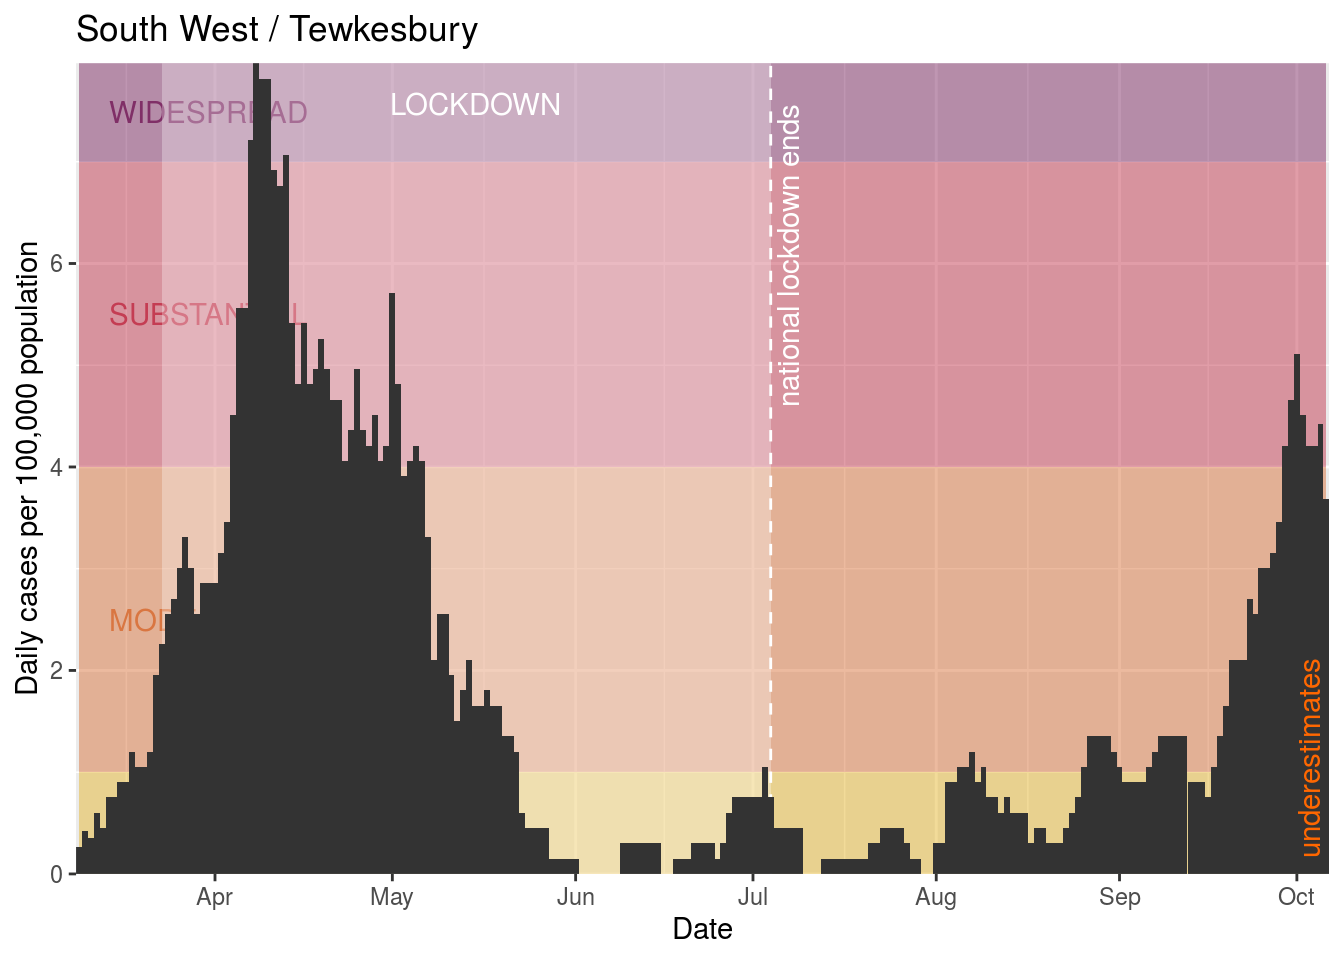 South West / Tewkesbury
WIDESPREAD
LOCKDOWN
national lockdown ends
SUBSTANTIAL
MOD
underestimates
Daily cases per 100,000 population
6
4
2
0
Apr
May
Jun
Jul
Aug
Sep
Oct
Date